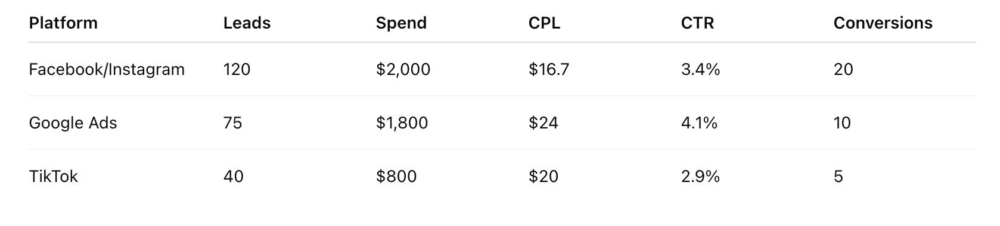 Platform Leads Spend CPL CTR Conversions
Facebook/Instagram 120 $2,000 $16.7 3.4% 20
Google Ads 75 $1,800 $24 4.1% 10
TikTok 40 $800 $20 2.9% 5